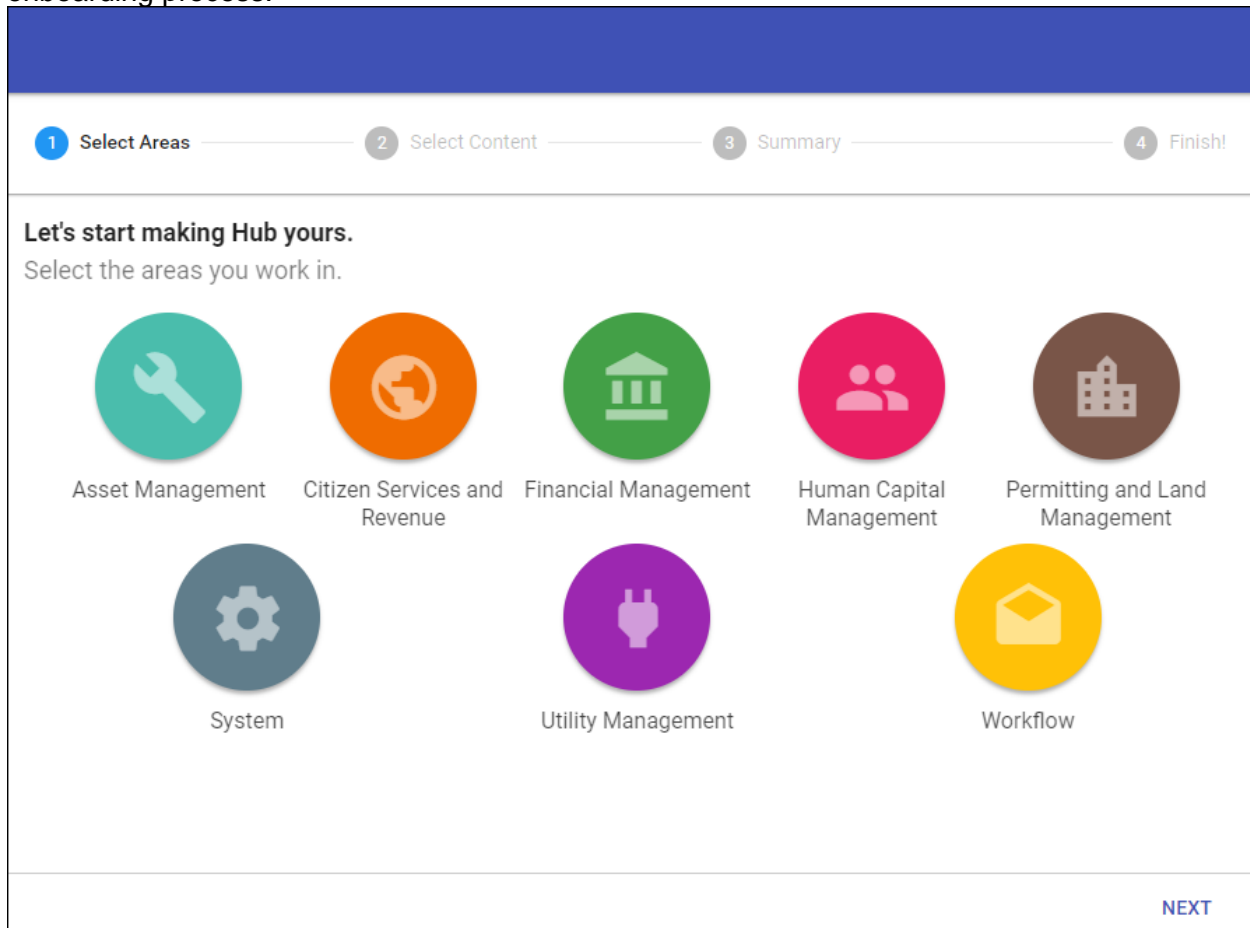 onboarding process.
1 Select Areas 2 Select Content 3 Summary 4 Finish!
Let's start making Hub yours.
Select the areas you work in.
Asset Management
Citizen Services and
Revenue
Financial Management
Human Capital
Management
Permitting and Land
Management
System
Utility Management
Workflow
NEXT